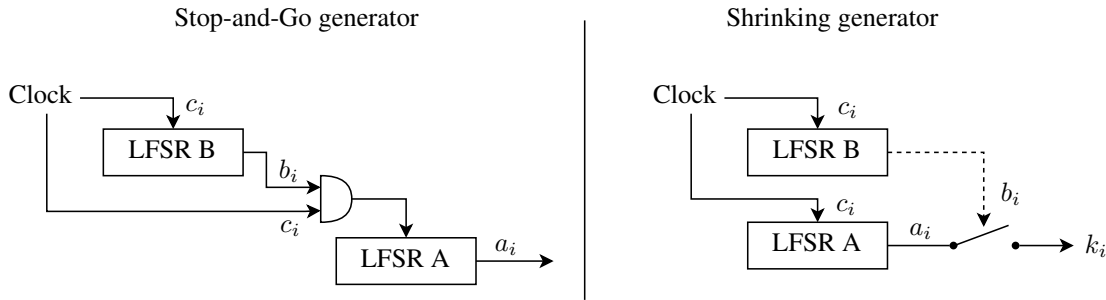 Stop-and-Go generator
Clock
c_i
LFSR B
b_i
c_i
LFSR A
a_i
Shrinking generator
Clock
c_i
LFSR B
b_i
c_i
LFSR A
a_i
k_i